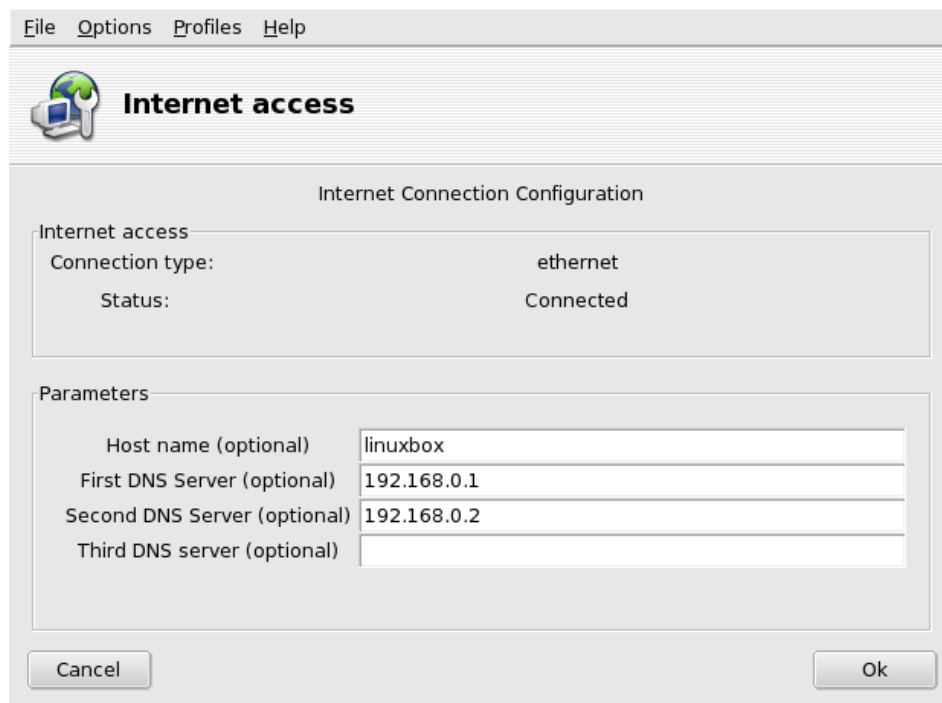 File Options Profiles Help
Internet access
Internet Connection Configuration
Internet access
Connection type: ethernet
Status: Connected
Parameters
Host name (optional) linuxbox
First DNS Server (optional) 192.168.0.1
Second DNS Server (optional) 192.168.0.2
Third DNS server (optional)
Cancel Ok